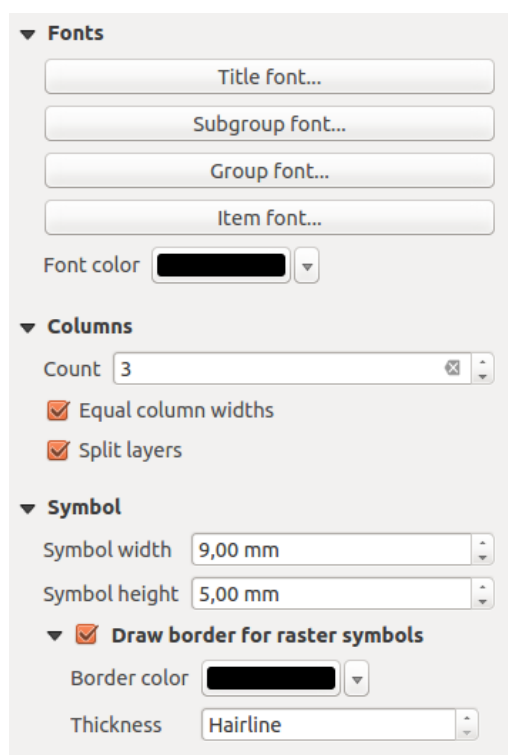 Fonts
Title font...
Subgroup font...
Group font...
Item font...
Font color
Columns
Count 3
Equal column widths
Split layers
Symbol
Symbol width 9,00 mm
Symbol height 5,00 mm
Draw border for raster symbols
Border color
Thickness Hairline